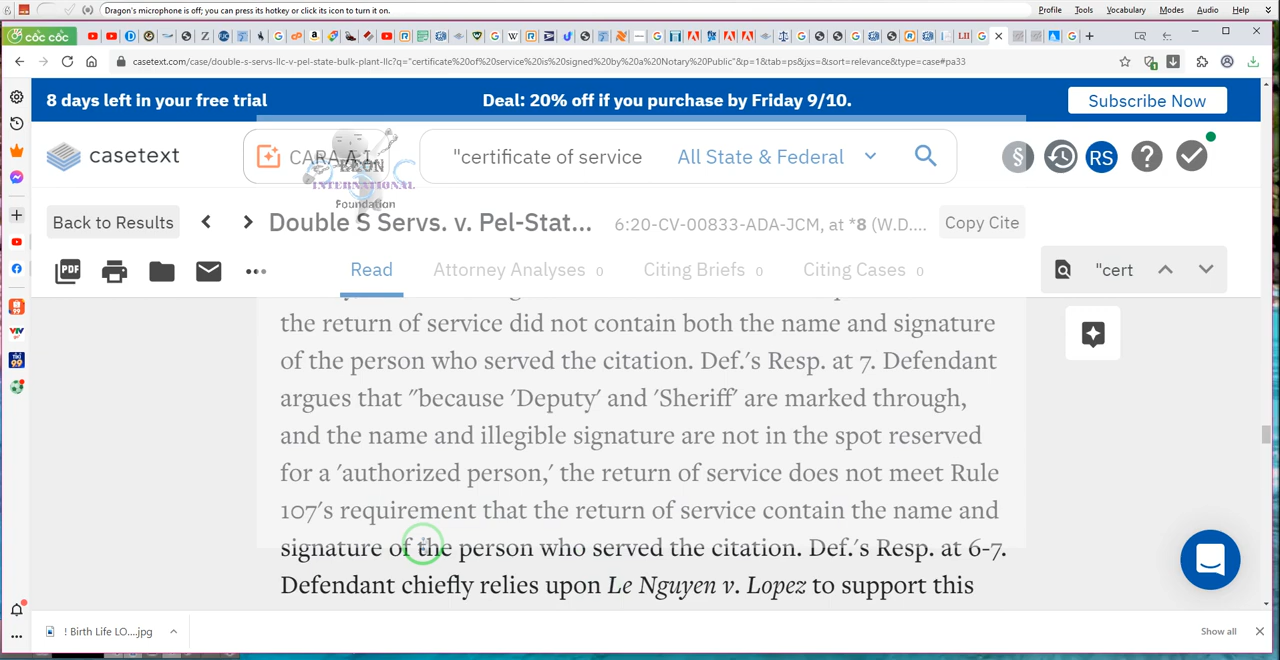 Dragon's microphone is off; you can press its hotkey or click its icon to turn it on.
Profile Tools Vocabulary Modes Audio Help
cốc cốc
casetext.com/case/double-s-servs-llc-v-pel-state-bulk-plant-llc?q="certificate%20of%20service%20is%20signed%20by%20a%20Notary%20Public"&p=1&tab=ps&jxs=&sort=relevance&type=case#pa33
8 days left in your free trial
Deal: 20% off if you purchase by Friday 9/10.
Subscribe Now
casetext
CARA A.I.
"certificate of service
All State & Federal
§
RS
LEON
INTERNATIONAL
Foundation
Back to Results
Double S Servs. v. Pel-Stat...
6:20-CV-00833-ADA-JCM, at *8 (W.D....
Copy Cite
PDF
Read
Attorney Analyses 0
Citing Briefs 0
Citing Cases 0
"cert
the return of service did not contain both the name and signature
of the person who served the citation. Def.'s Resp. at 7. Defendant
argues that "because 'Deputy' and 'Sheriff' are marked through,
and the name and illegible signature are not in the spot reserved
for a 'authorized person,' the return of service does not meet Rule
107's requirement that the return of service contain the name and
signature of the person who served the citation. Def.'s Resp. at 6-7.
Defendant chiefly relies upon Le Nguyen v. Lopez to support this
! Birth Life LO....jpg
Show all